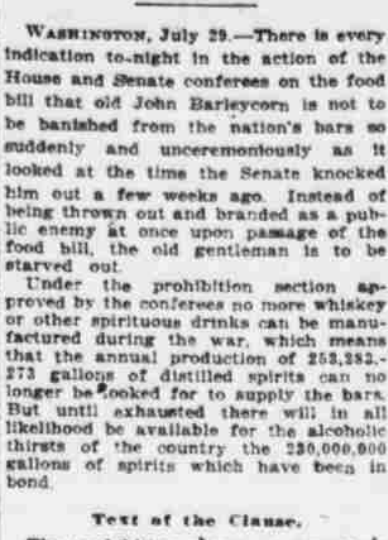 WASHINGTON, July 29.—There is every
indication to-night in the action of the
House and Senate conferees on the food
bill that old John Barleycorn is not to
be banished from the nation's bars so
suddenly and unceremoniously as it
looked at the time the Senate knocked
him out a few weeks ago. Instead of
being thrown out and branded as a pub-
lic enemy at once upon passage of the
food bill, the old gentleman is to be
starved out.
Under the prohibition section ap-
proved by the conferees no more whiskey
or other spirituous drinks can be manu-
factured during the war, which means
that the annual production of 253,283,-
273 gallons of distilled spirits can no
longer be looked for to supply the bars.
But until exhausted there will in all
likelihood be available for the alcoholic
thirsts of the country the 230,000,000
gallons of spirits which have been in
bond.
Text of the Clause.